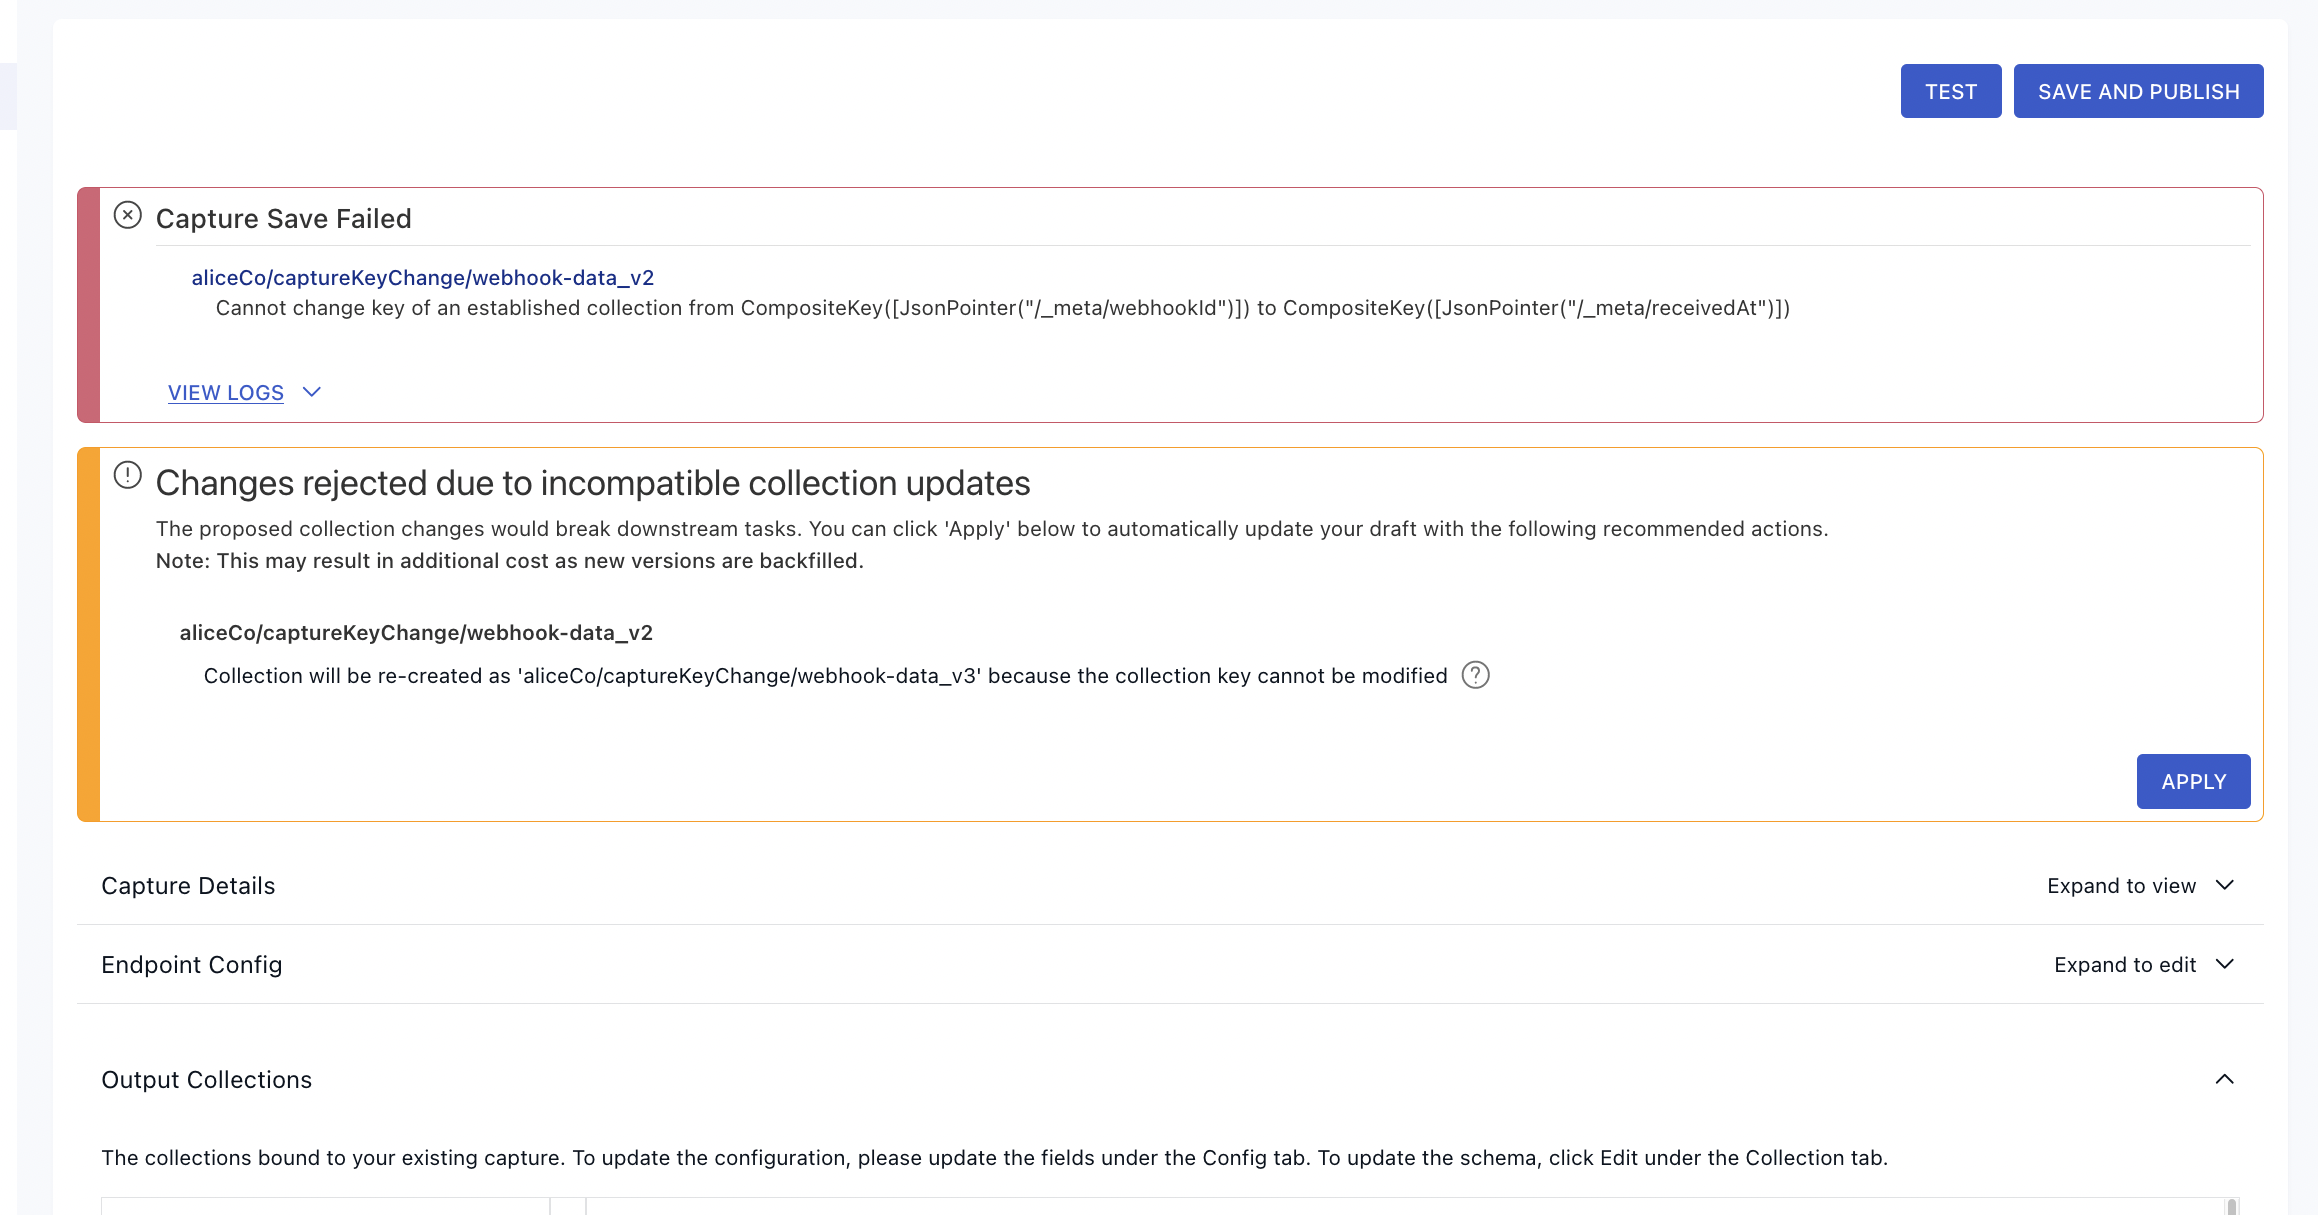 TEST
SAVE AND PUBLISH
Capture Save Failed
aliceCo/captureKeyChange/webhook-data_v2
Cannot change key of an established collection from CompositeKey([JsonPointer("/_meta/webhookId")]) to CompositeKey([JsonPointer("/_meta/receivedAt")])
VIEW LOGS
Changes rejected due to incompatible collection updates
The proposed collection changes would break downstream tasks. You can click 'Apply' below to automatically update your draft with the following recommended actions.
Note: This may result in additional cost as new versions are backfilled.
aliceCo/captureKeyChange/webhook-data_v2
Collection will be re-created as 'aliceCo/captureKeyChange/webhook-data_v3' because the collection key cannot be modified
APPLY
Capture Details
Expand to view
Endpoint Config
Expand to edit
Output Collections
The collections bound to your existing capture. To update the configuration, please update the fields under the Config tab. To update the schema, click Edit under the Collection tab.